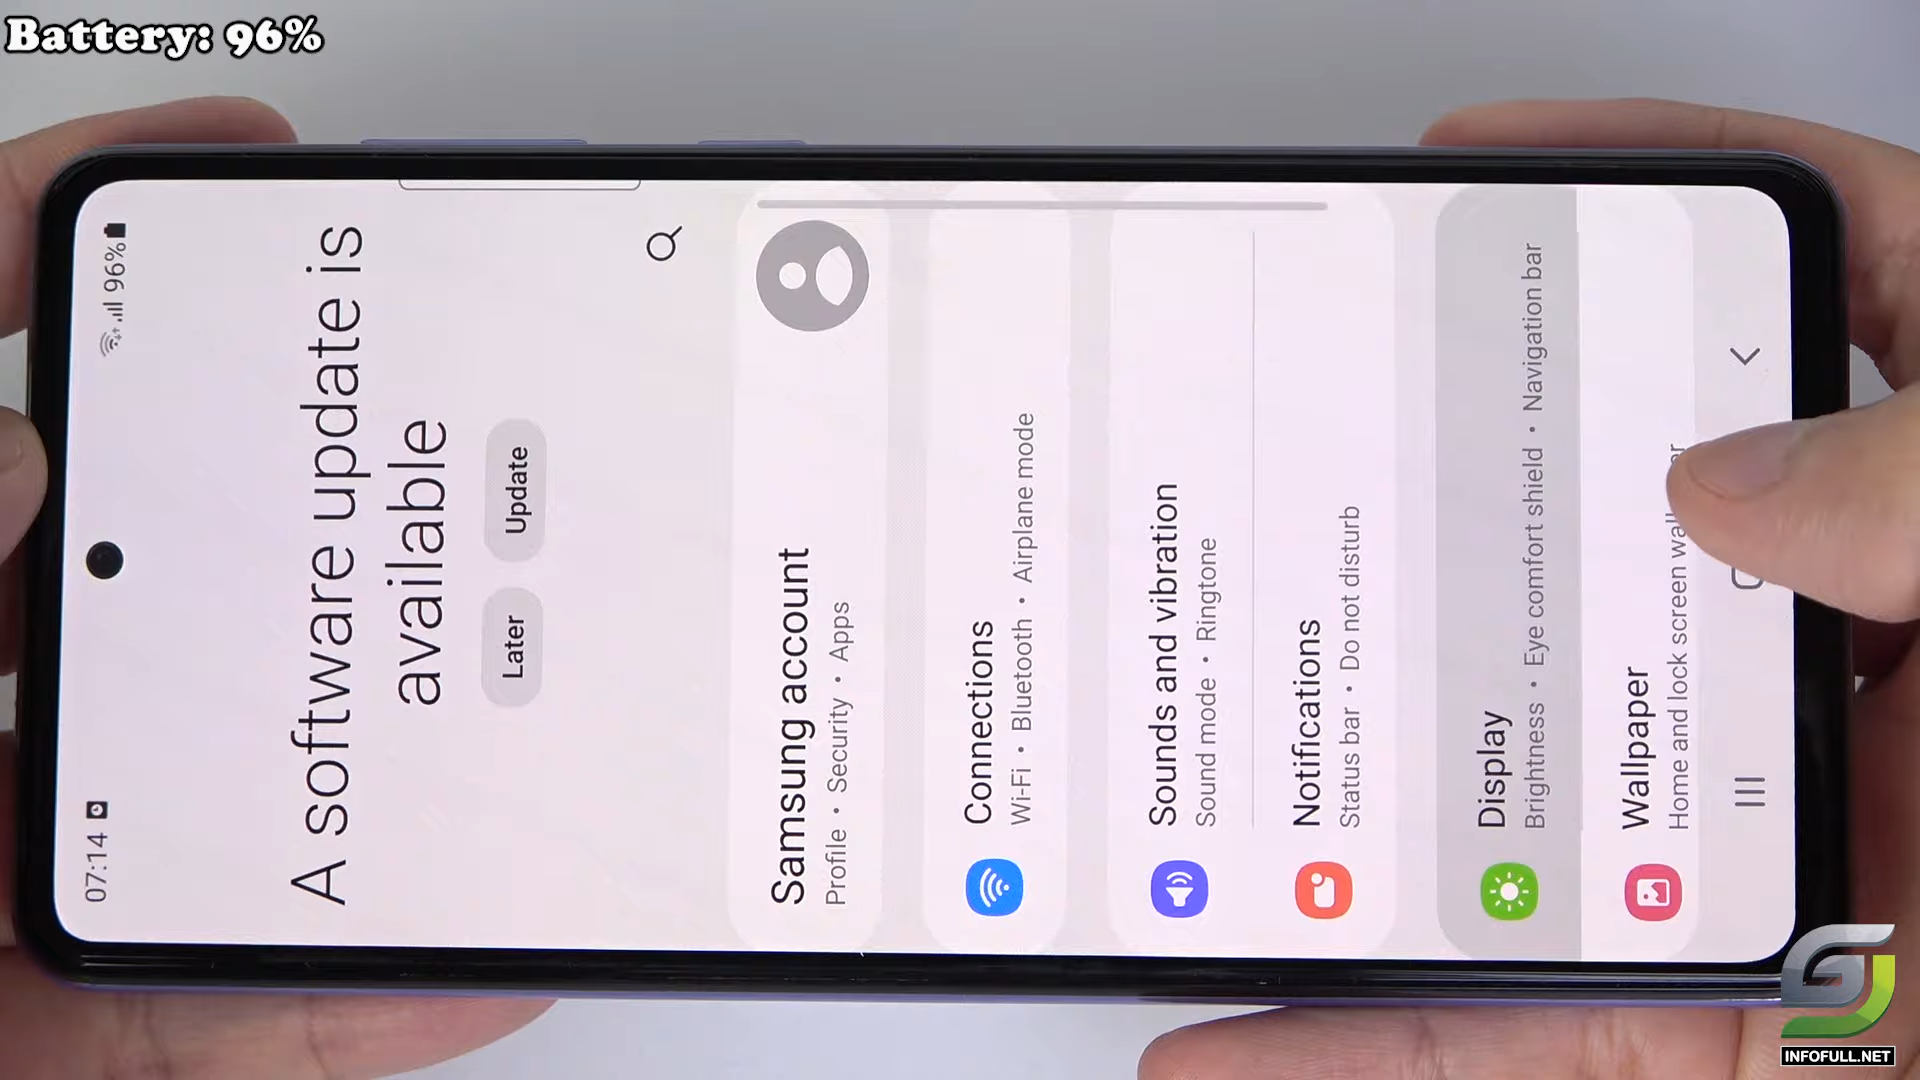 Battery: 96%
07:14
96%
A software update is
available
Later
Update
Samsung account
Profile • Security • Apps
Connections
Wi-Fi • Bluetooth • Airplane mode
Sounds and vibration
Sound mode • Ringtone
Notifications
Status bar • Do not disturb
Display
Brightness • Eye comfort shield • Navigation bar
Wallpaper
Home and lock screen
INFOFULL.NET